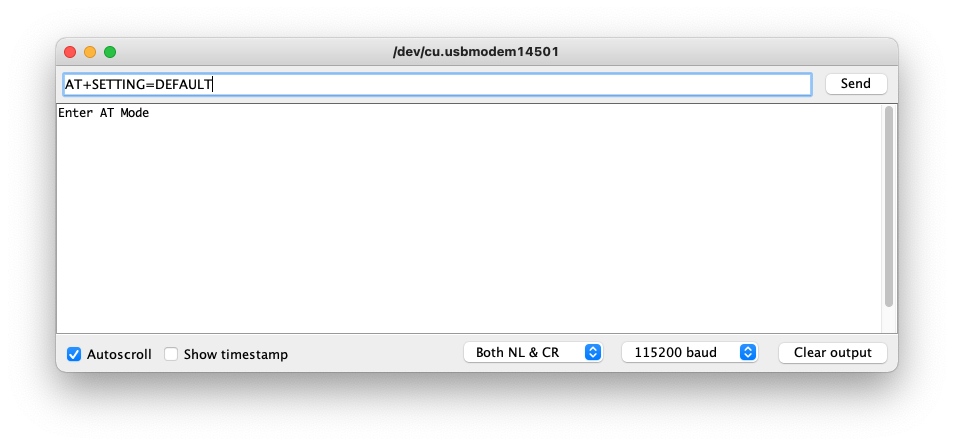 /dev/cu.usbmodem14501
AT+SETTING=DEFAULT
Send
Enter AT Mode
Autoscroll
Show timestamp
Both NL & CR
115200 baud
Clear output